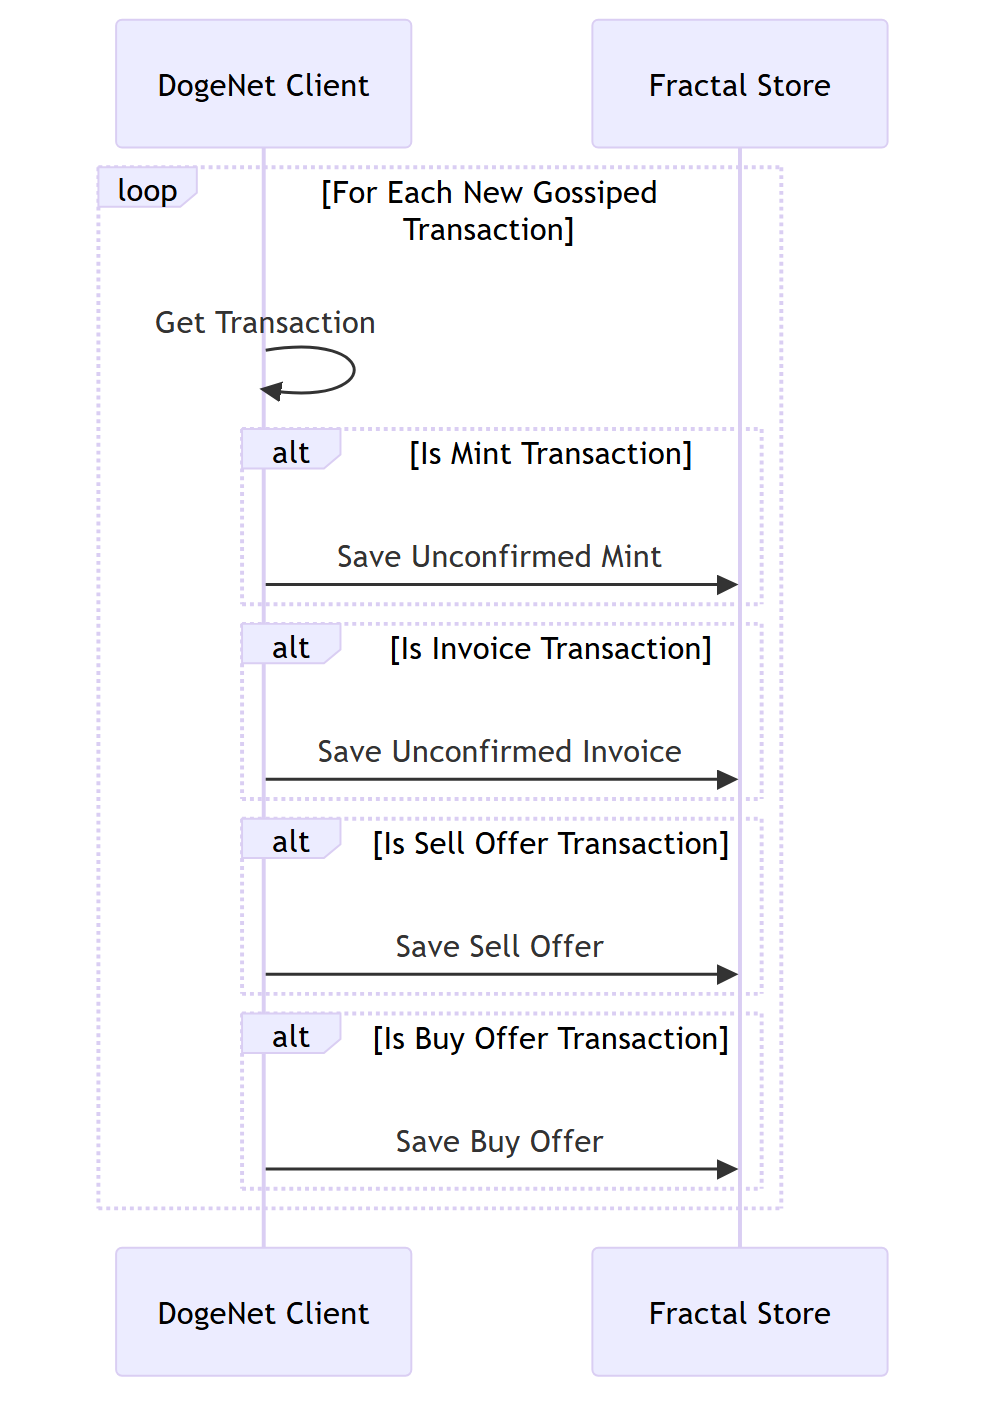 DogeNet Client
Fractal Store
loop
[For Each New Gossiped
Transaction]
Get Transaction
alt
[Is Mint Transaction]
Save Unconfirmed Mint
alt
[Is Invoice Transaction]
Save Unconfirmed Invoice
alt
[Is Sell Offer Transaction]
Save Sell Offer
alt
[Is Buy Offer Transaction]
Save Buy Offer
DogeNet Client
Fractal Store